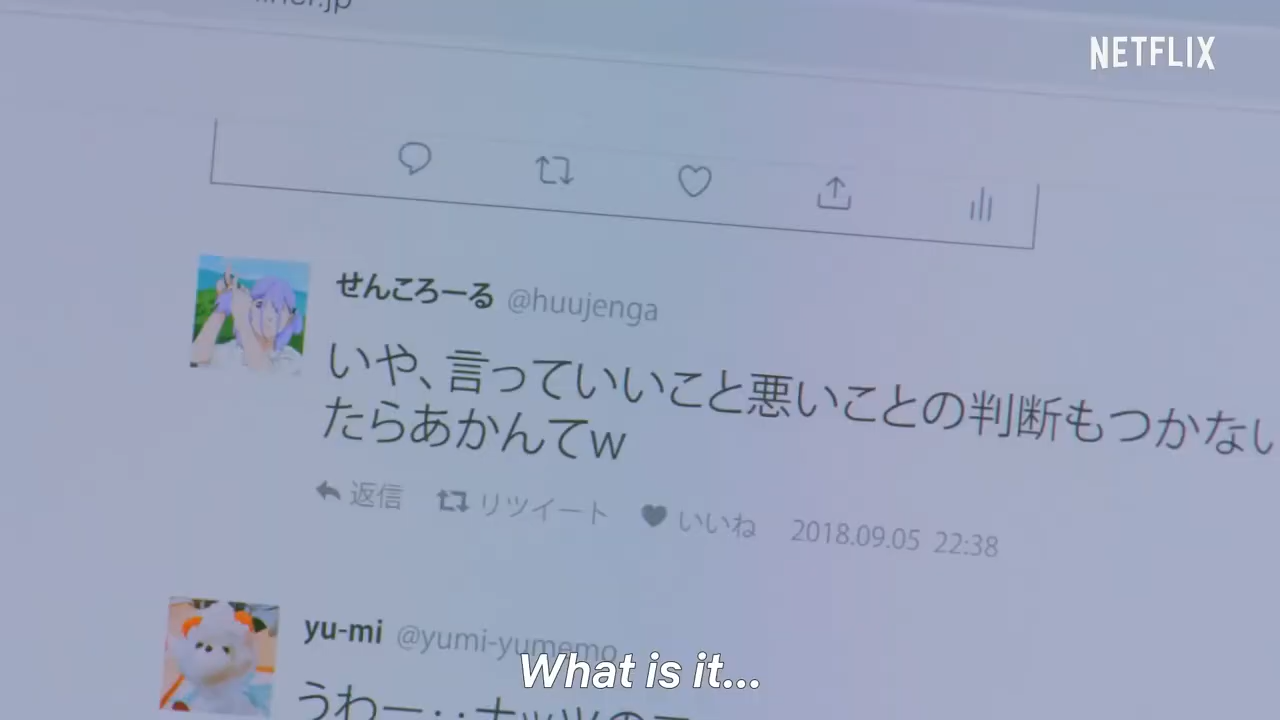 NETFLIX
せんころーる @huujenga
いや、言っていいこと悪いことの判断もつかない
たらあかんてw
返信 リツイート いいね 2018.09.05 22:38
yu-mi @yumi-yumemo
What is it...